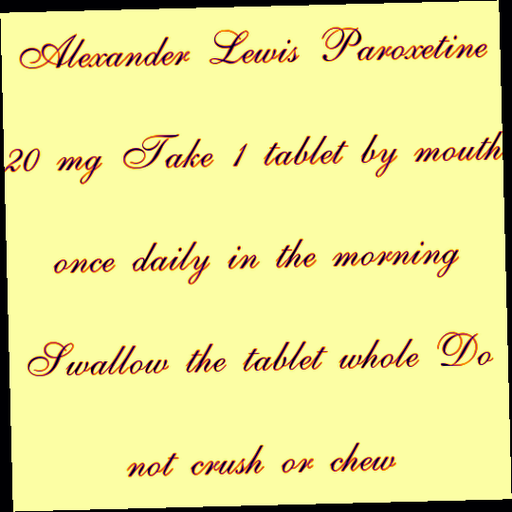 Alexander Lewis Paroxetine
20 mg Take 1 tablet by mouth
once daily in the morning
Swallow the tablet whole Do
not crush or chew